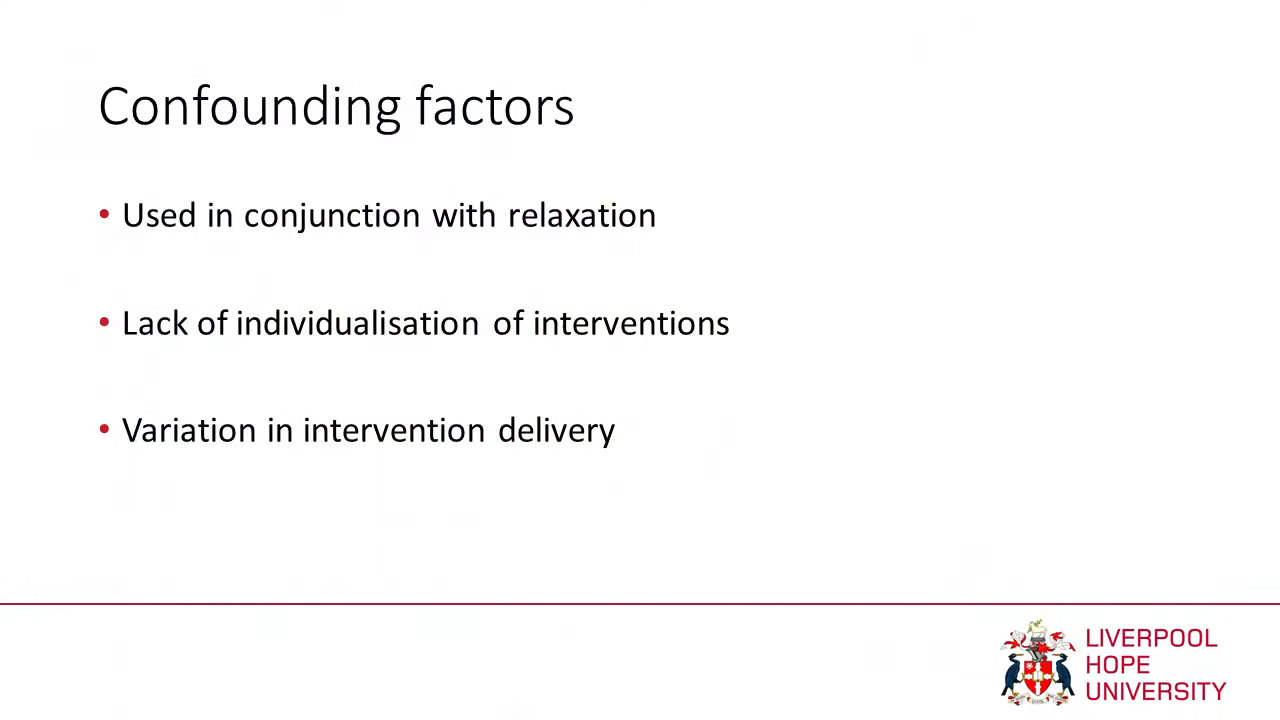 Confounding factors
• Used in conjunction with relaxation
• Lack of individualisation of interventions
• Variation in intervention delivery
LIVERPOOL
HOPE
UNIVERSITY